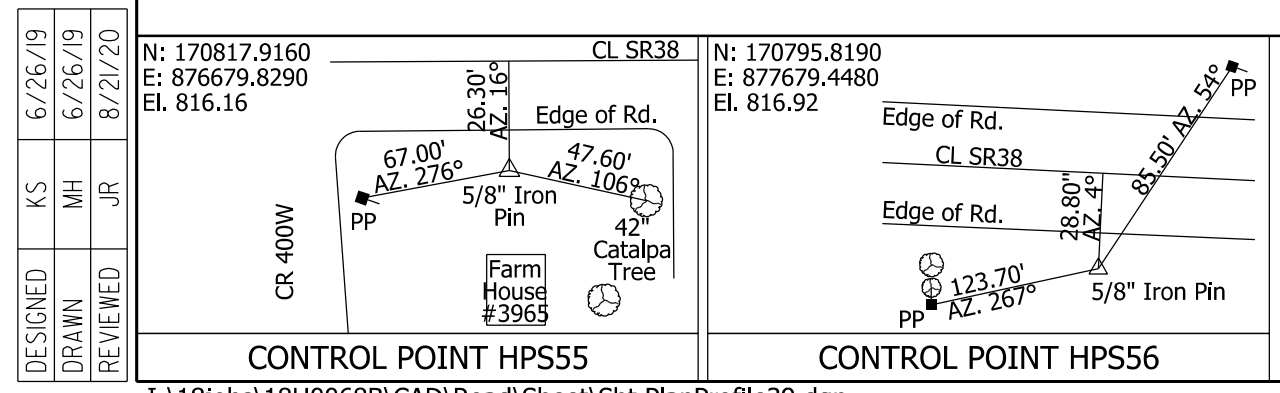 DESIGNED KS 6/26/19
DRAWN MH 6/26/19
REVIEWED JR 8/21/20
N: 170817.9160
E: 876679.8290
El. 816.16
CL SR38
26.30'
AZ. 16°
Edge of Rd.
67.00'
AZ. 276°
47.60'
AZ. 106°
5/8" Iron
Pin
PP
42"
Catalpa
Tree
CR 400W
Farm
House
#3965
CONTROL POINT HPS55
N: 170795.8190
E: 877679.4480
El. 816.92
85.50' AZ. 54°
PP
Edge of Rd.
CL SR38
28.80"
AZ. 4°
Edge of Rd.
123.70'
AZ. 267°
5/8" Iron Pin
PP
CONTROL POINT HPS56